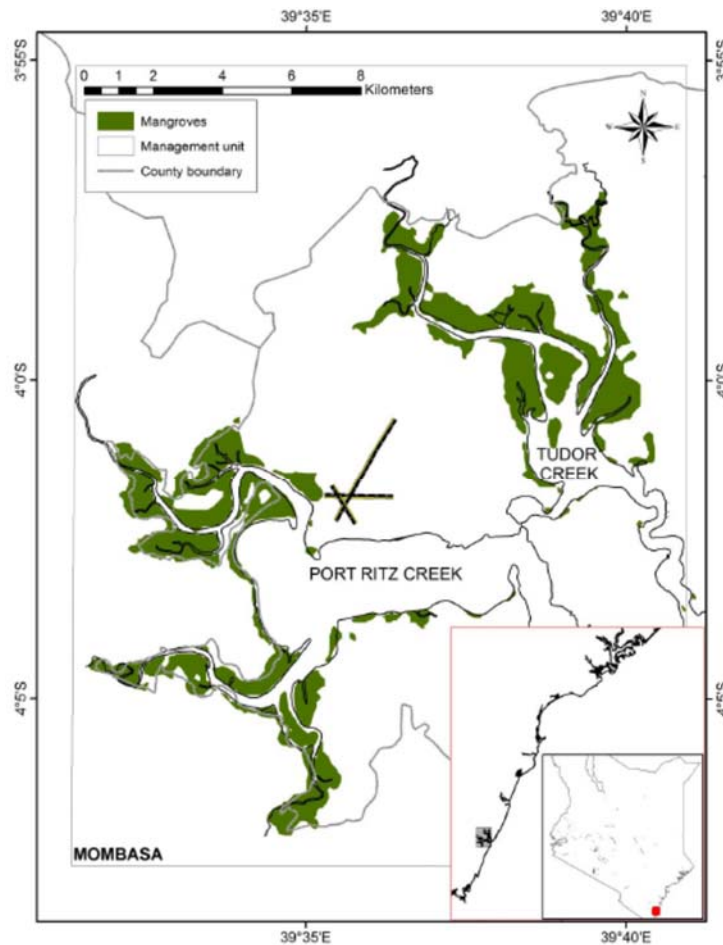 39°35'E 39°40'E
3°55'S 3°55'S
0 1 2 4 6 8
Kilometers
Mangroves
Management unit
County boundary
N
W E
S
4°0'S 4°0'S
TUDOR
CREEK
PORT RITZ CREEK
4°5'S 4°5'S
MOMBASA
39°35'E 39°40'E